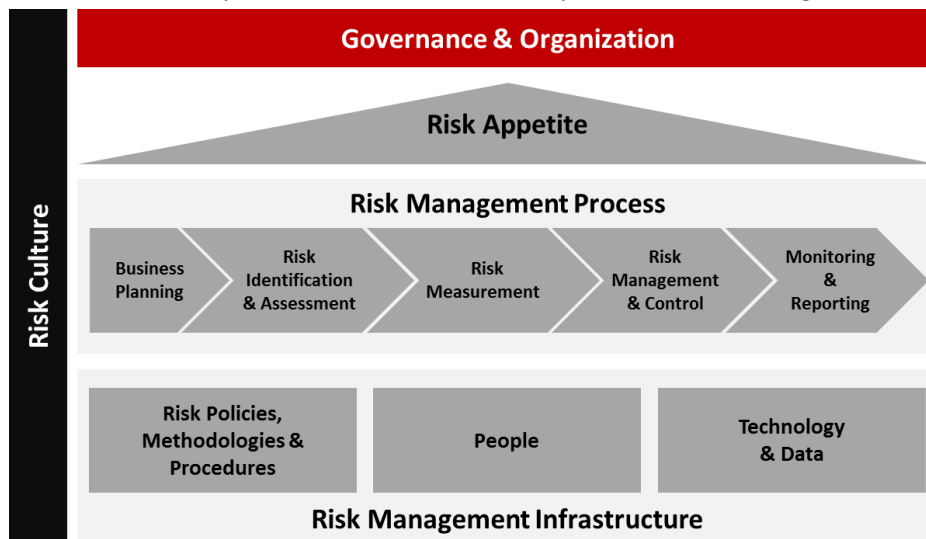 Governance & Organization
Risk Culture
Risk Appetite
Risk Management Process
Business
Planning
Risk
Identification
& Assessment
Risk
Measurement
Risk
Management
& Control
Monitoring
&
Reporting
Risk Policies,
Methodologies &
Procedures
People
Technology
& Data
Risk Management Infrastructure